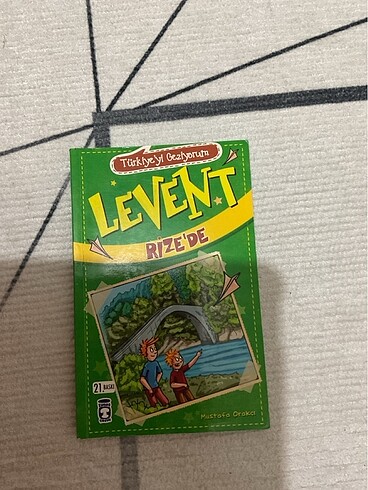 Türkiye'yi Geziyorum
LEVENT
RİZE'DE
21.BASKI
Mustafa Orakçı